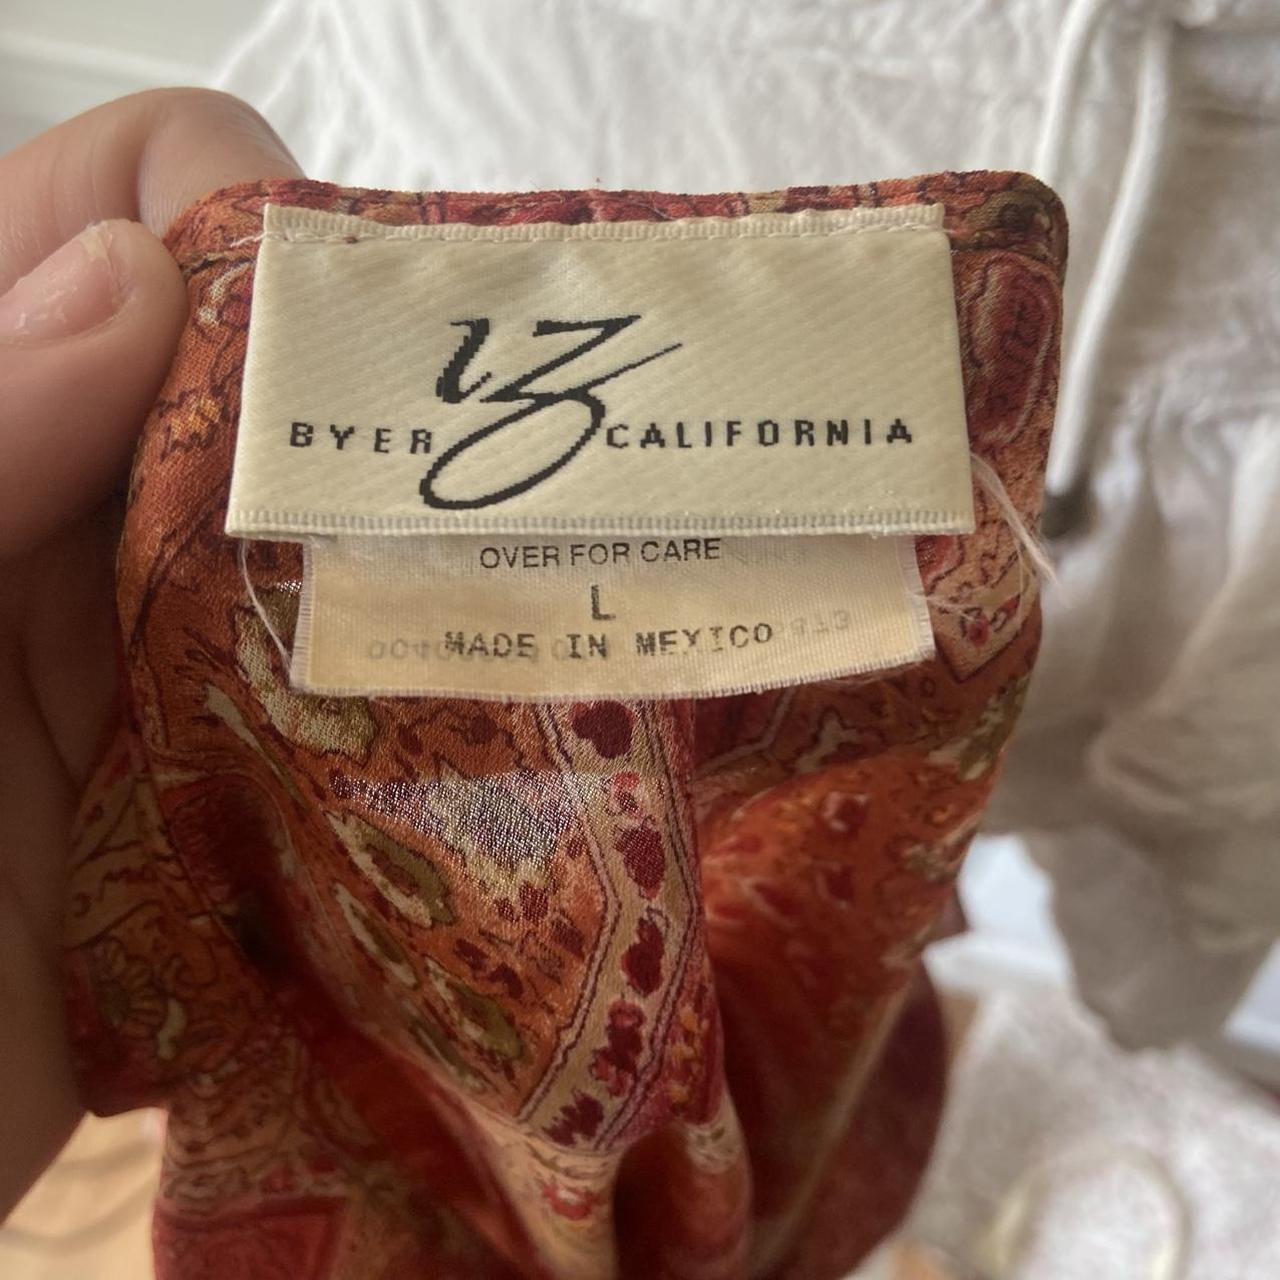 iz
BYER CALIFORNIA
OVER FOR CARE
L
MADE IN MEXICO